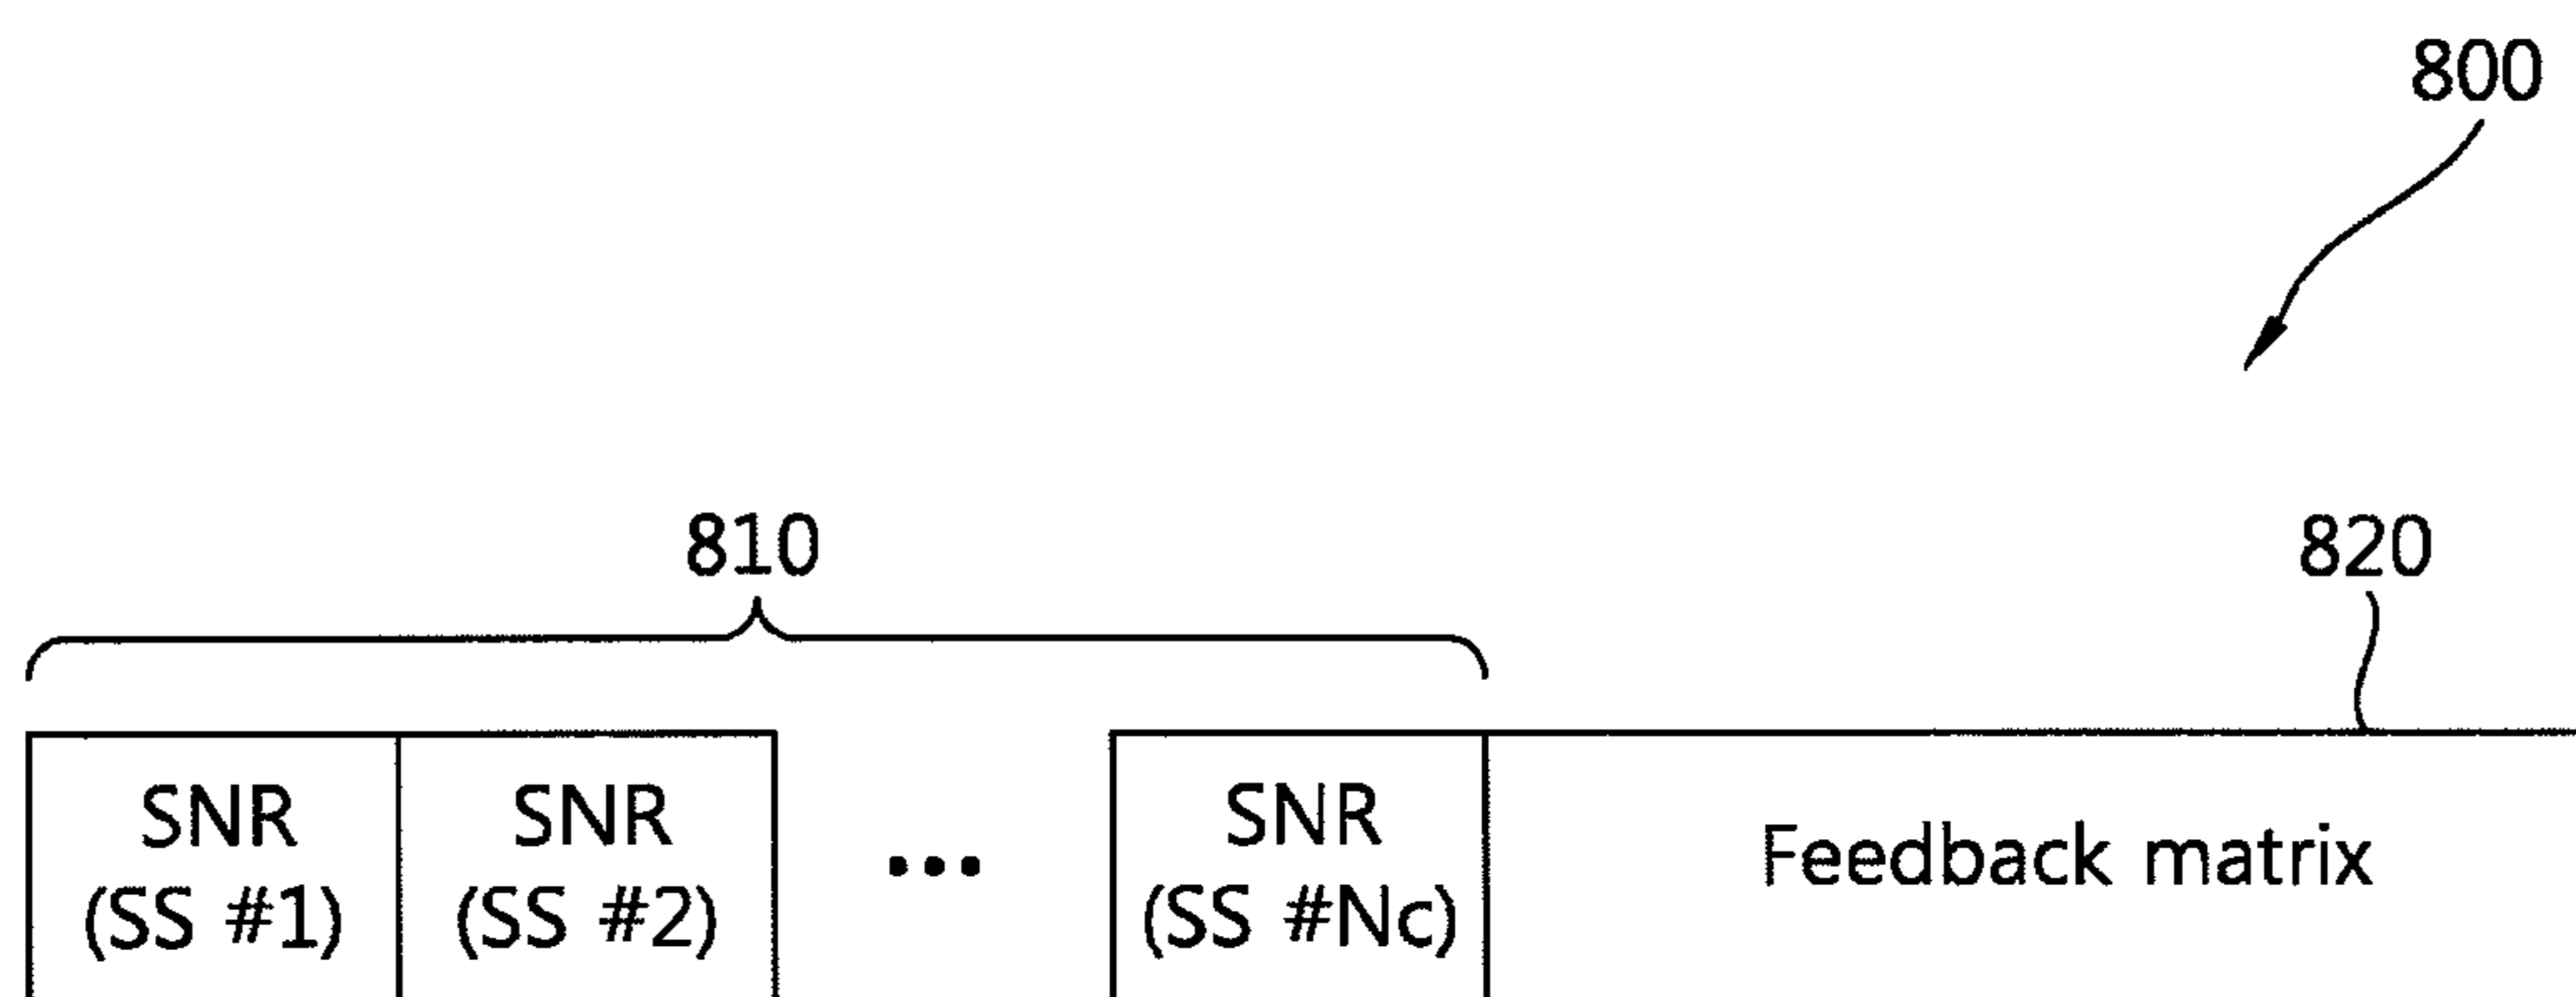 800
810
820
SNR
(SS #1)
SNR
(SS #2)
...
SNR
(SS #Nc)
Feedback matrix